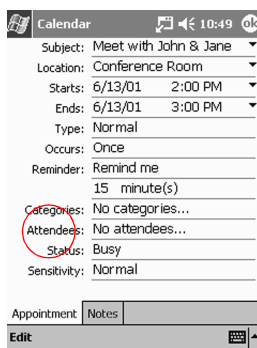 Calendar 10:49 ok
Subject: Meet with John & Jane
Location: Conference Room
Starts: 6/13/01 2:00 PM
Ends: 6/13/01 3:00 PM
Type: Normal
Occurs: Once
Reminder: Remind me
15 minute(s)
Categories: No categories...
Attendees: No attendees...
Status: Busy
Sensitivity: Normal
Appointment Notes
Edit